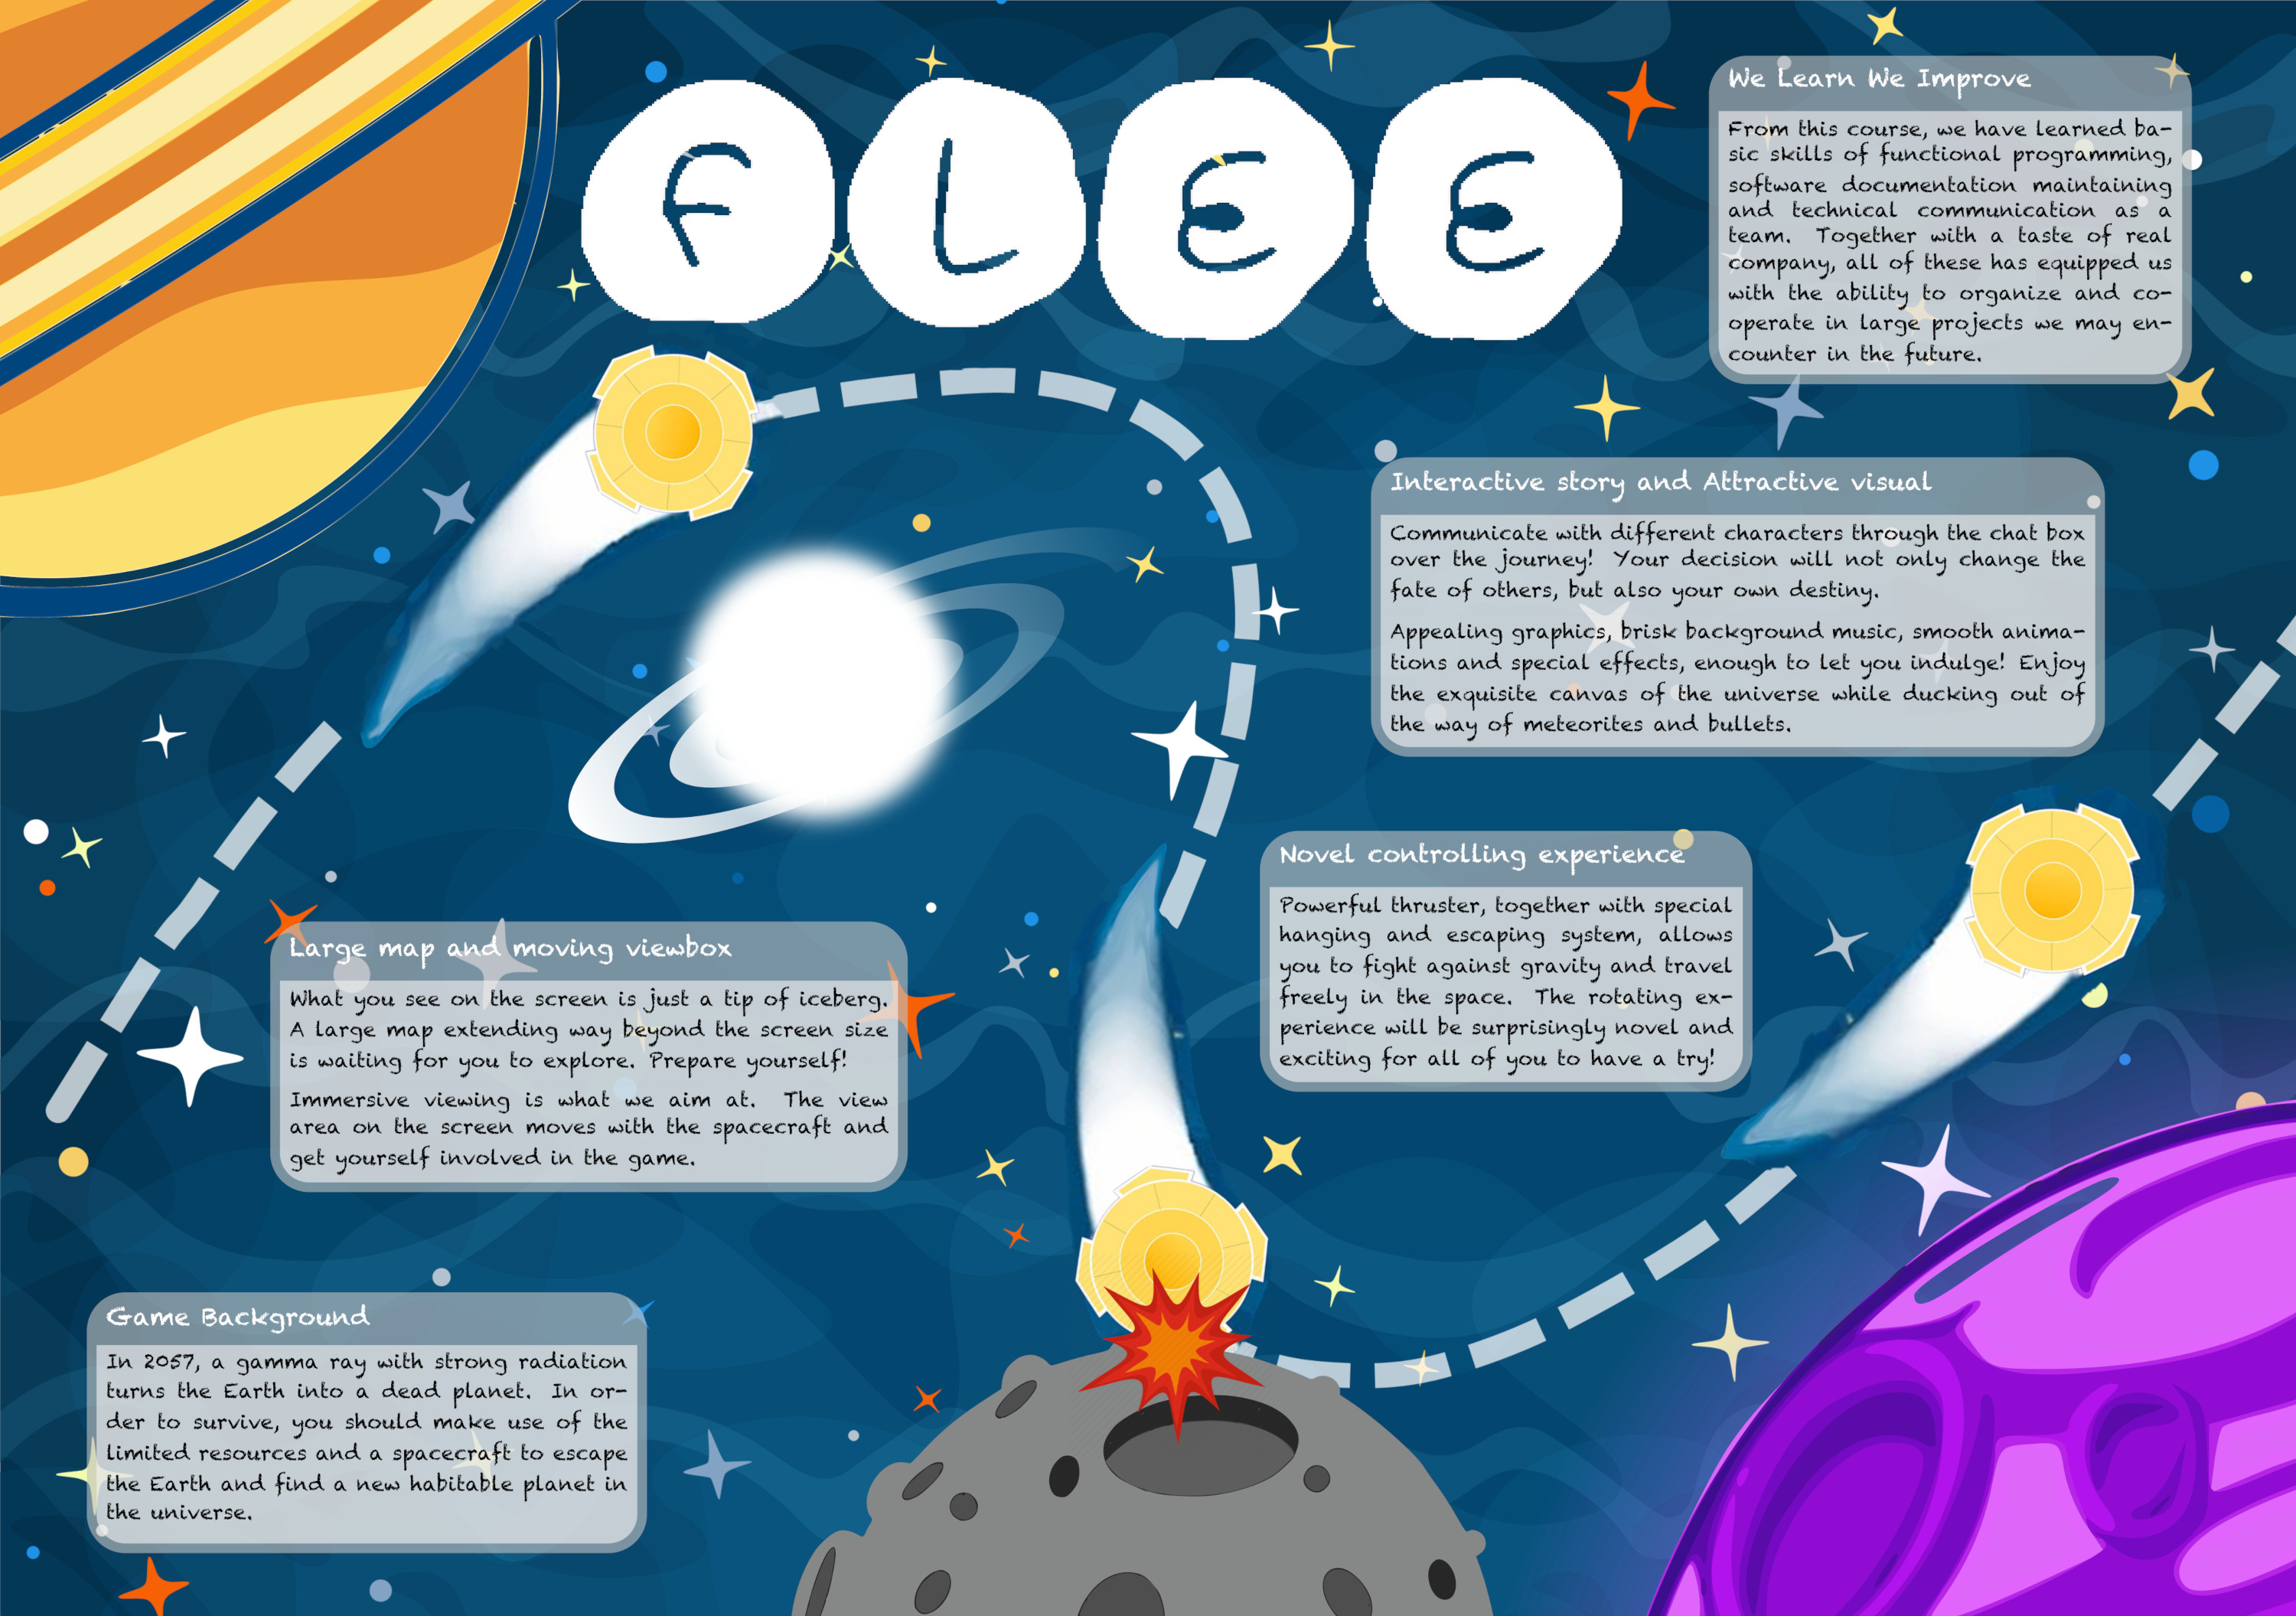 FLEE
We Learn We Improve
From this course, we have learned ba-
sic skills of functional programming,
software documentation maintaining
and technical communication as a
team. Together with a taste of real
company, all of these has equipped us
with the ability to organize and co-
operate in large projects we may en-
counter in the future.
Interactive story and Attractive visual
Communicate with different characters through the chat box
over the journey! Your decision will not only change the
fate of others, but also your own destiny.
Appealing graphics, brisk background music, smooth anima-
tions and special effects, enough to let you indulge! Enjoy
the exquisite canvas of the universe while ducking out of
the way of meteorites and bullets.
Novel controlling experience
Powerful thruster, together with special
hanging and escaping system, allows
you to fight against gravity and travel
freely in the space. The rotating ex-
perience will be surprisingly novel and
exciting for all of you to have a try!
Large map and moving viewbox
What you see on the screen is just a tip of iceberg.
A large map extending way beyond the screen size
is waiting for you to explore. Prepare yourself!
Immersive viewing is what we aim at. The view
area on the screen moves with the spacecraft and
get yourself involved in the game.
Game Background
In 2057, a gamma ray with strong radiation
turns the Earth into a dead planet. In or-
der to survive, you should make use of the
limited resources and a spacecraft to escape
the Earth and find a new habitable planet in
the universe.